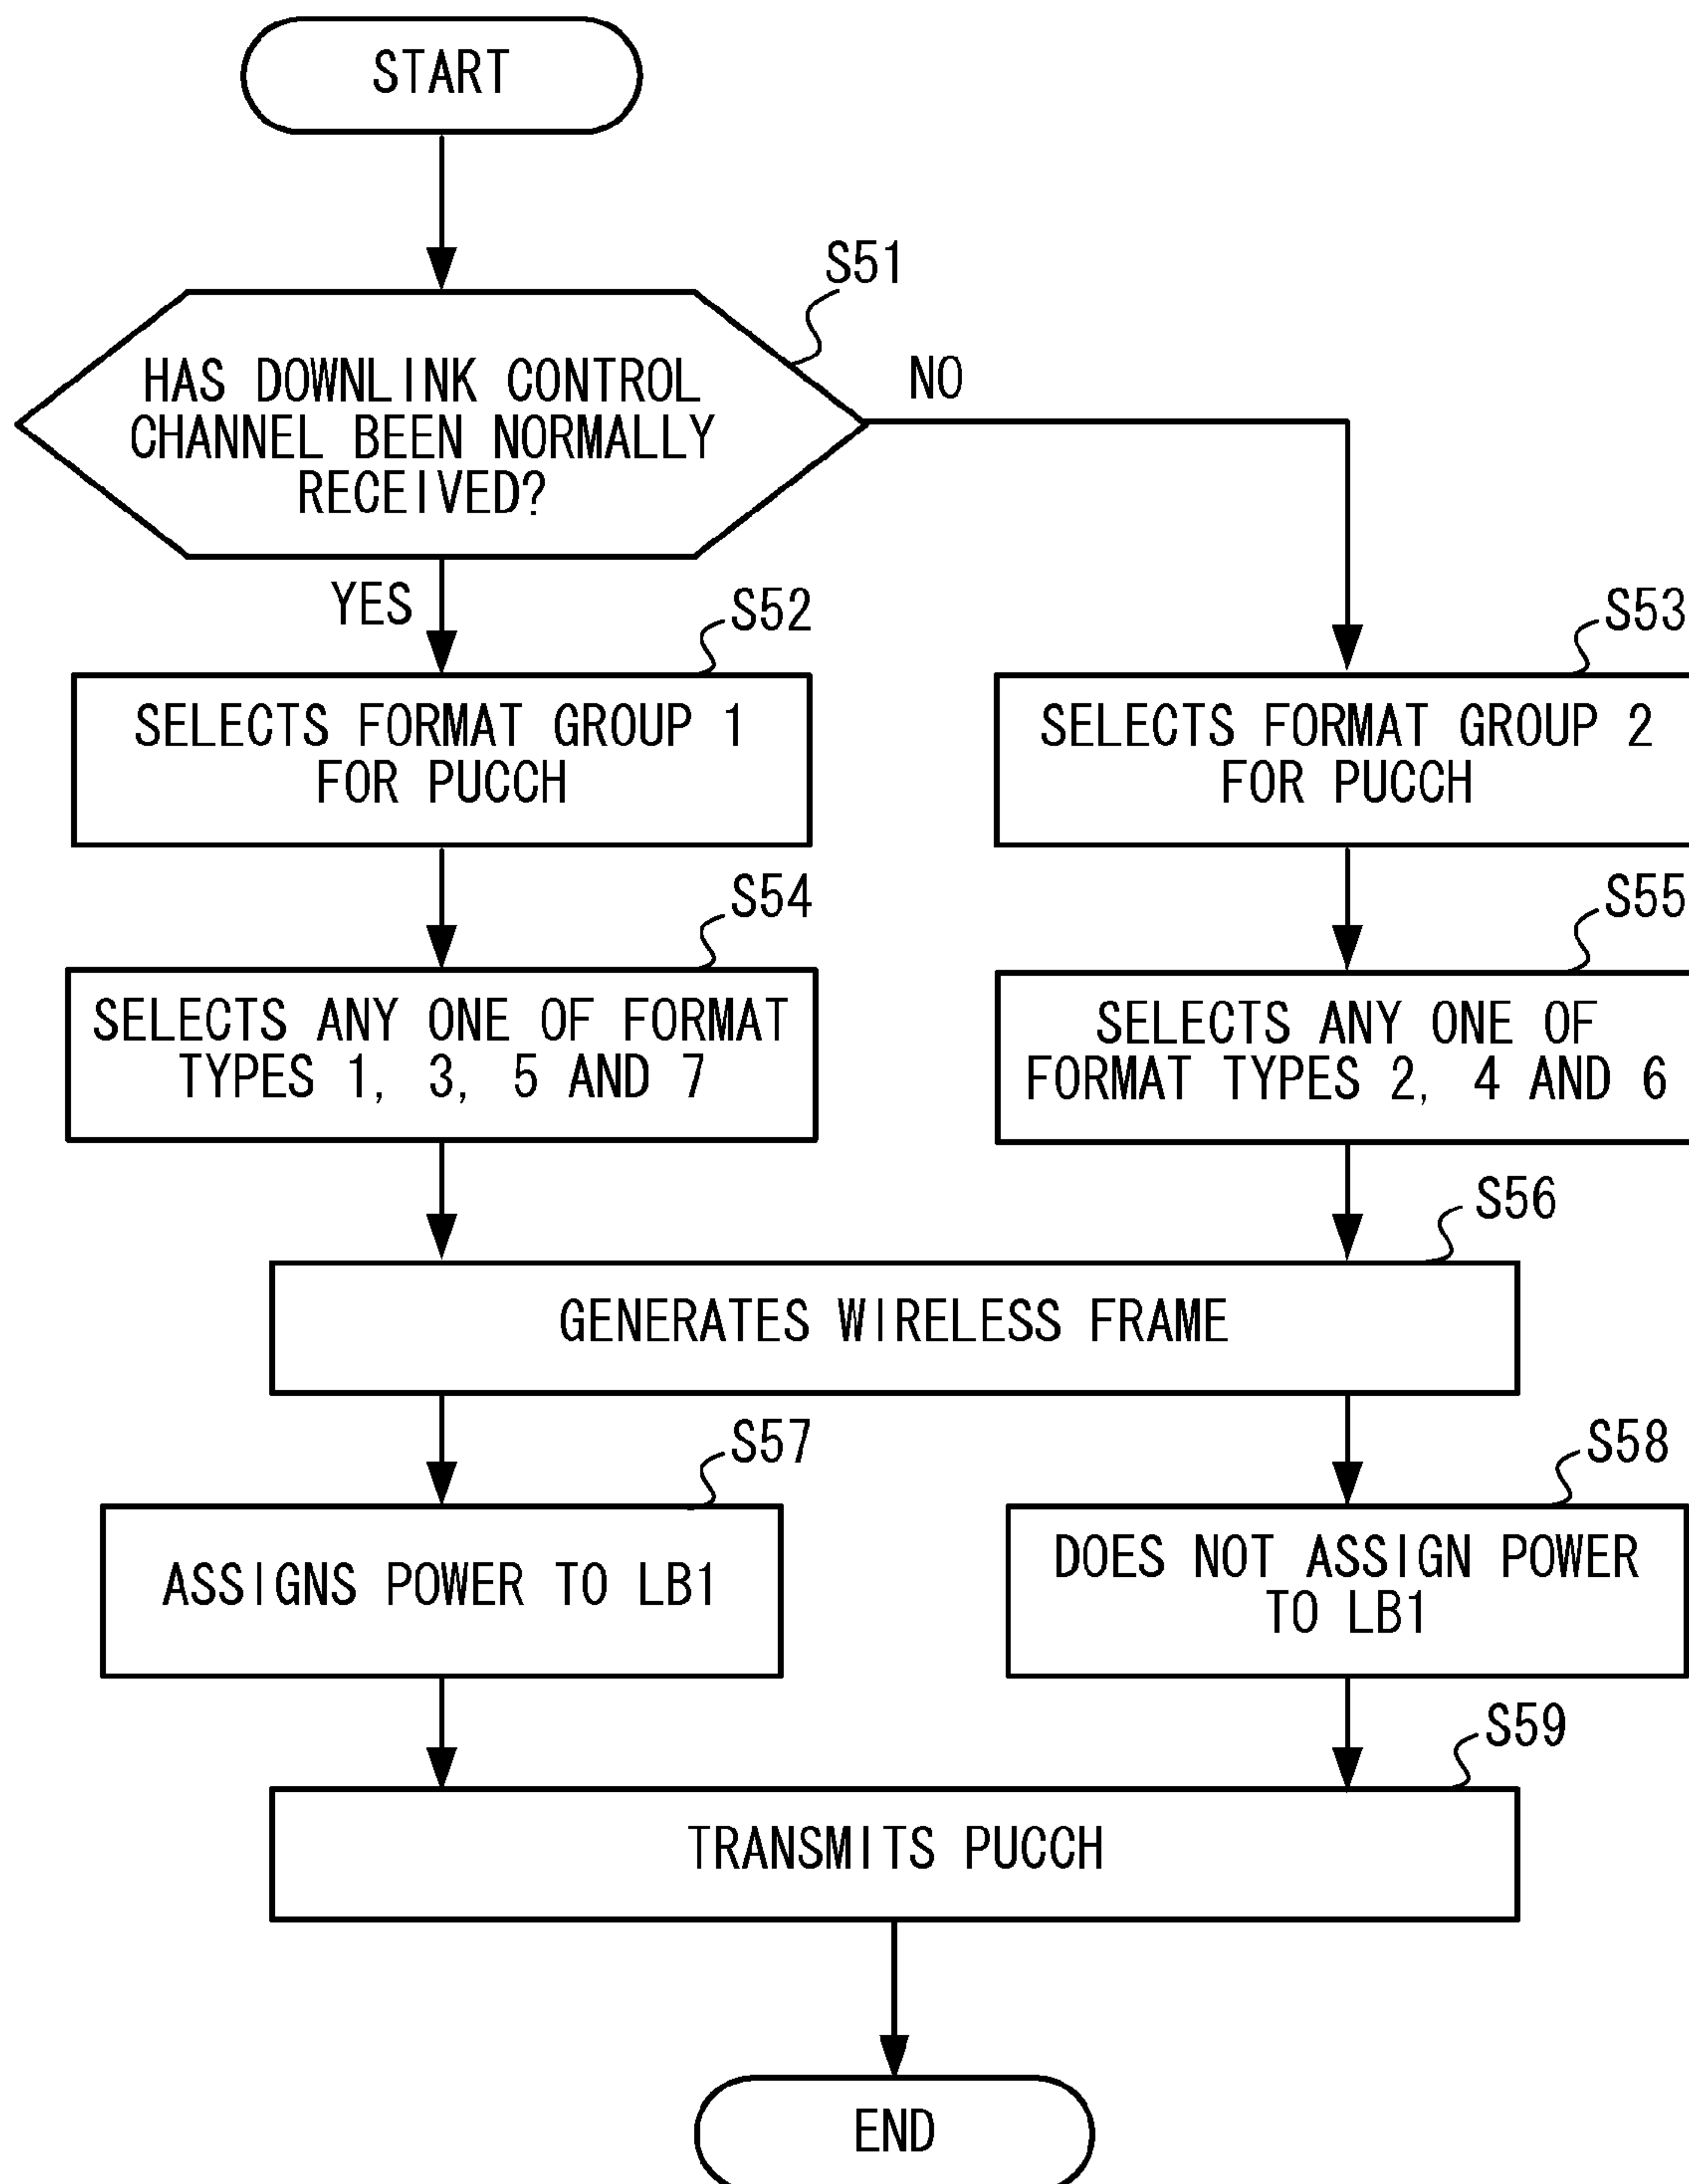 START
S51
HAS DOWNLINK CONTROL
CHANNEL BEEN NORMALLY
RECEIVED?
NO
YES
S52
S53
SELECTS FORMAT GROUP 1
FOR PUCCH
SELECTS FORMAT GROUP 2
FOR PUCCH
S54
S55
SELECTS ANY ONE OF FORMAT
TYPES 1, 3, 5 AND 7
SELECTS ANY ONE OF
FORMAT TYPES 2, 4 AND 6
S56
GENERATES WIRELESS FRAME
S57
S58
ASSIGNS POWER TO LB1
DOES NOT ASSIGN POWER
TO LB1
S59
TRANSMITS PUCCH
END